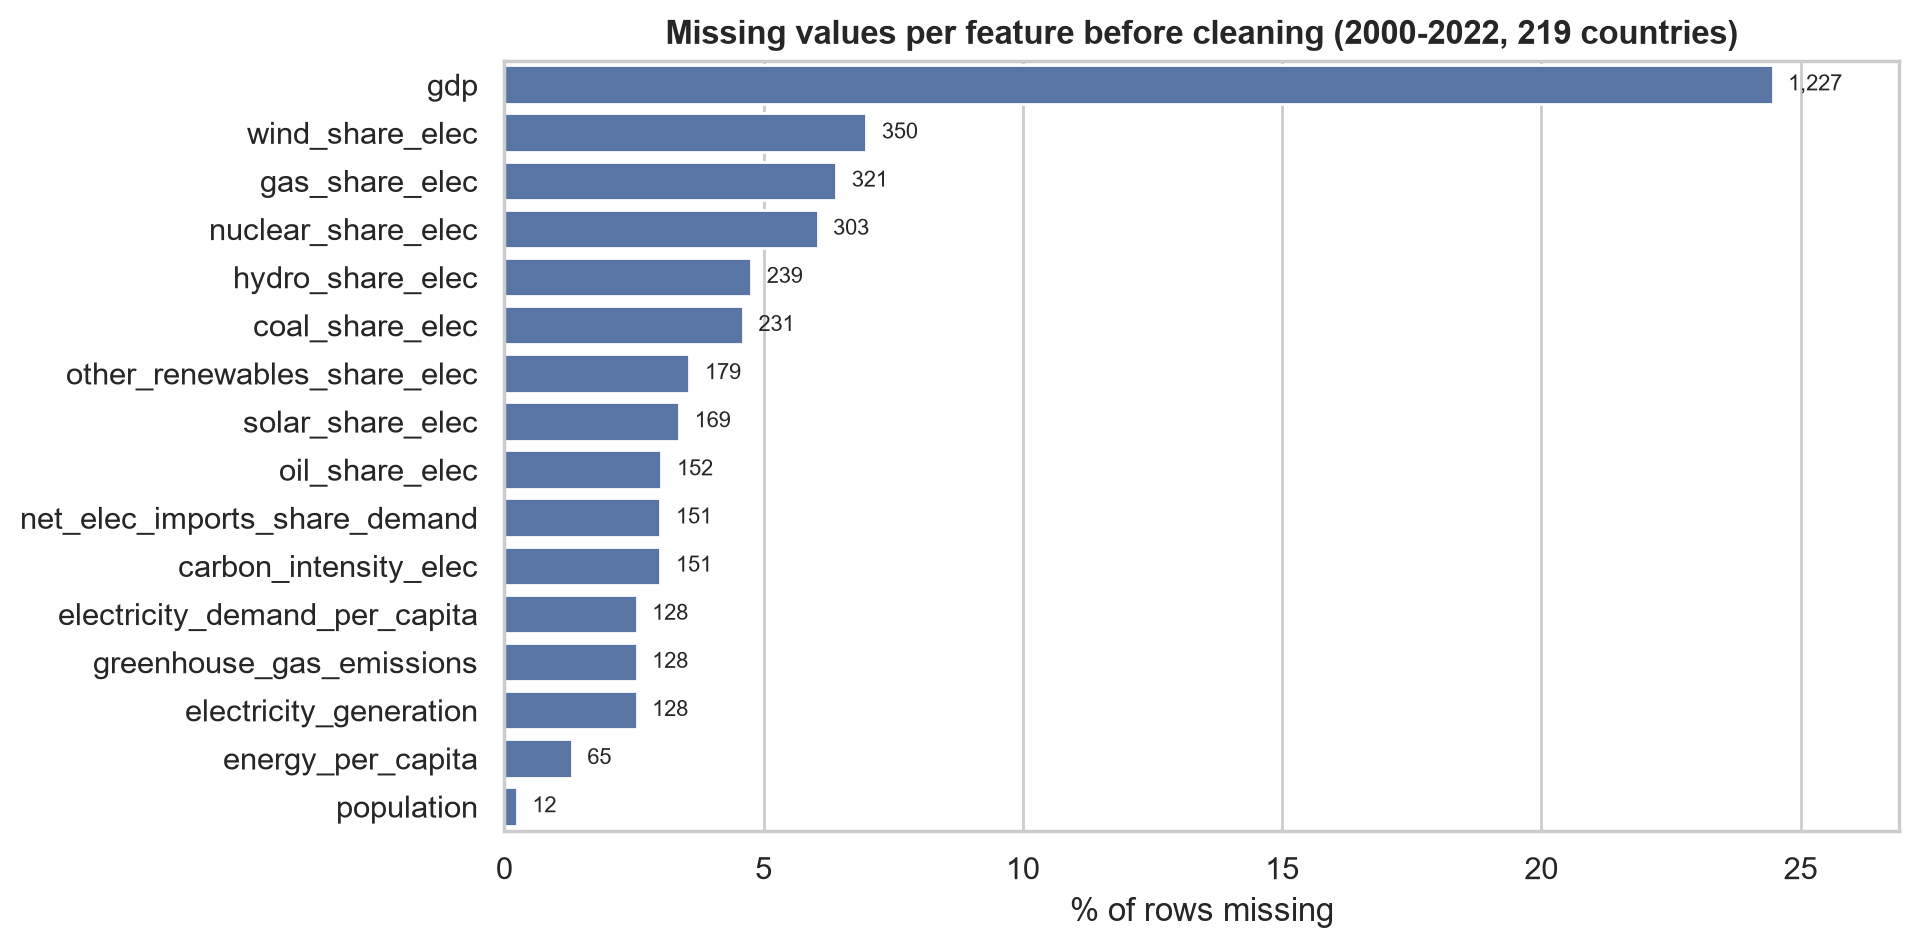 Missing values per feature before cleaning (2000-2022, 219 countries)
gdp 1,227
wind_share_elec 350
gas_share_elec 321
nuclear_share_elec 303
hydro_share_elec 239
coal_share_elec 231
other_renewables_share_elec 179
solar_share_elec 169
oil_share_elec 152
net_elec_imports_share_demand 151
carbon_intensity_elec 151
electricity_demand_per_capita 128
greenhouse_gas_emissions 128
electricity_generation 128
energy_per_capita 65
population 12
0 5 10 15 20 25
% of rows missing